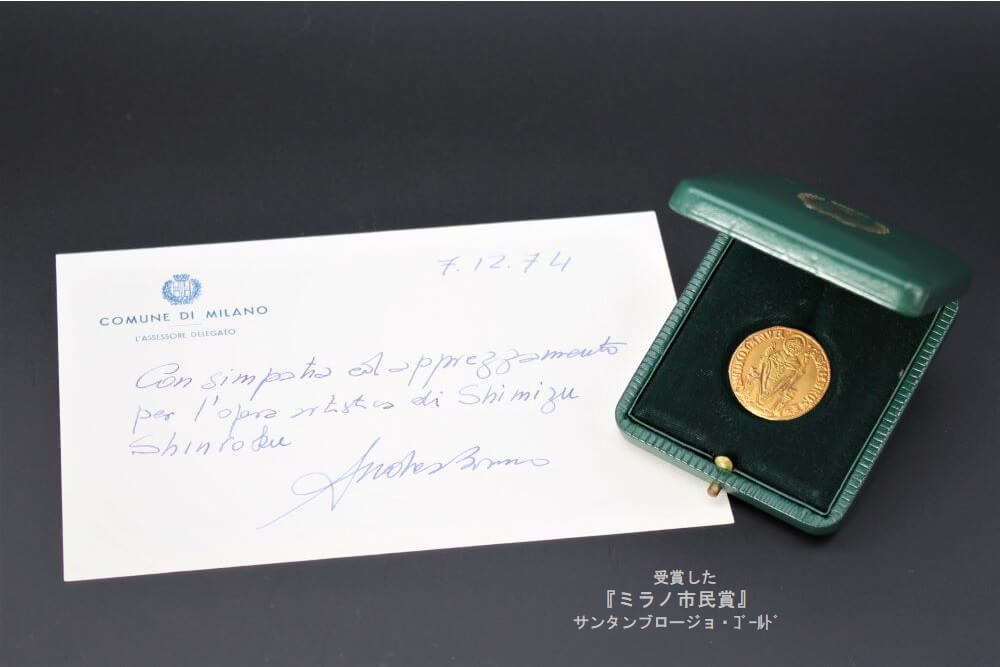 7.12.74
COMUNE DI MILANO
L'ASSESSORE DELEGATO
Con simpatia ed apprezzamento
per l'opera artistica di Shimizu
Shinroku
受賞した
『ミラノ市民賞』
サンタンブロージョ・ｺﾞｰﾙﾄﾞ